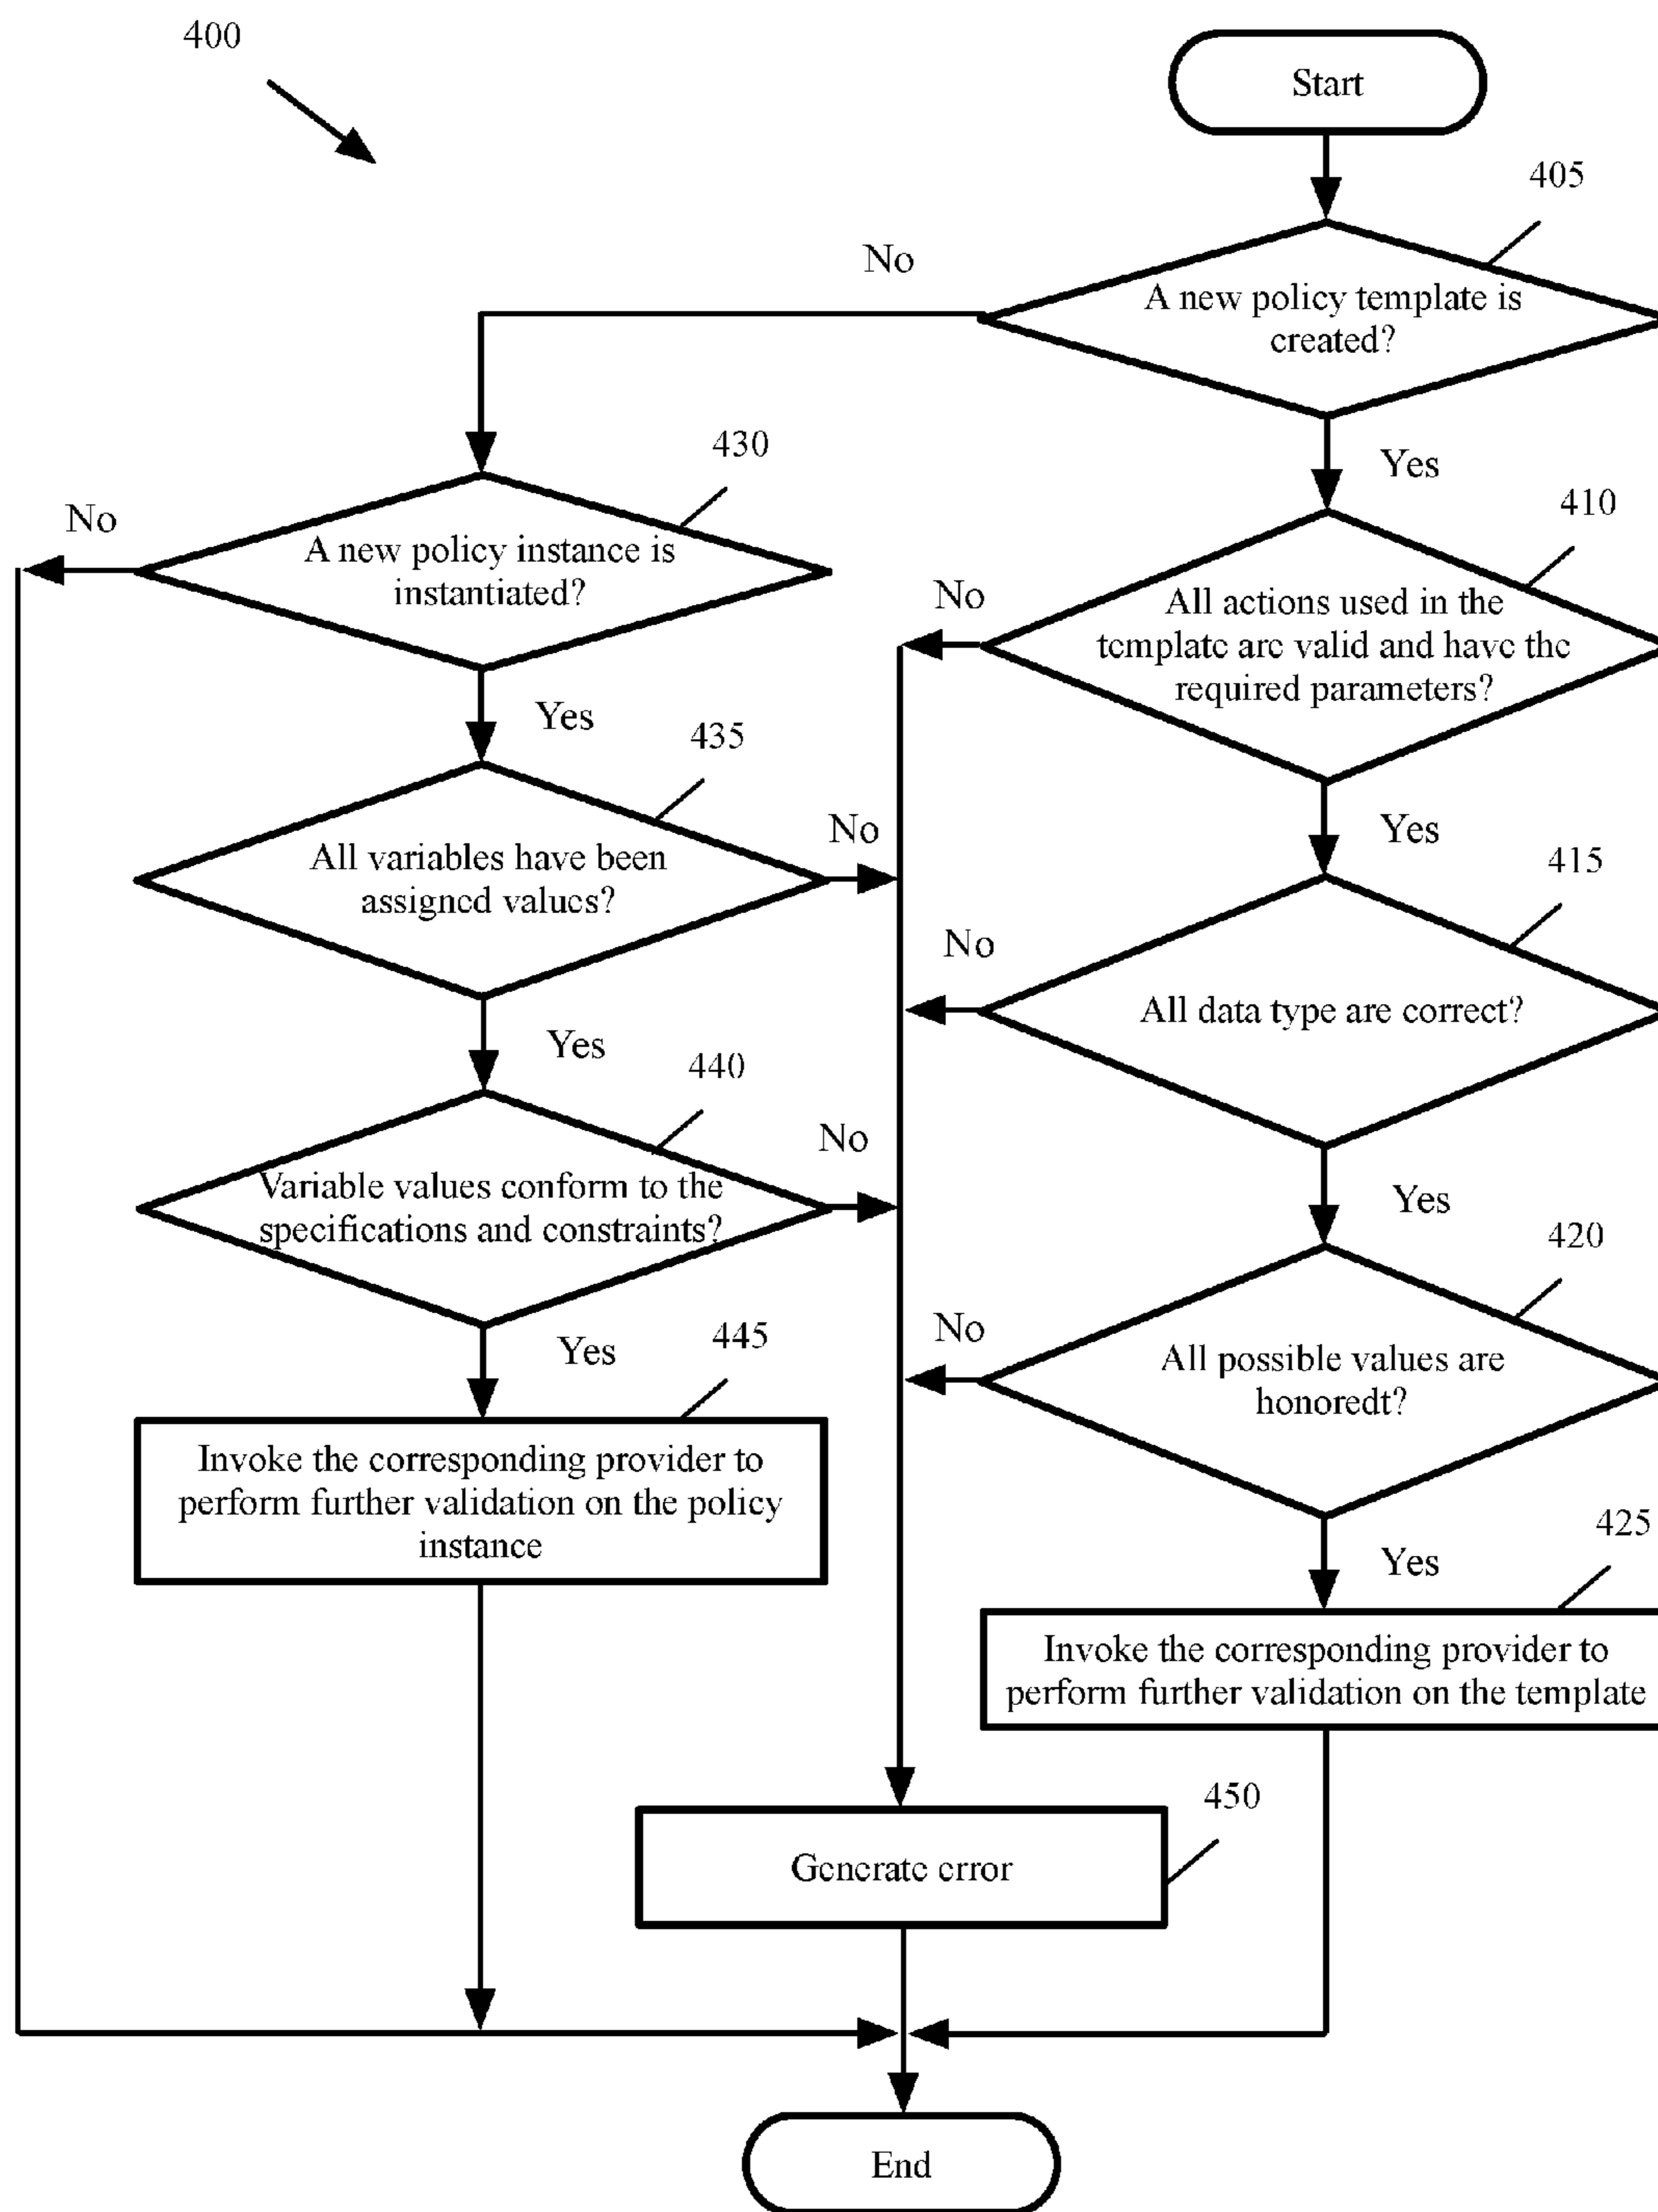 400
Start
405
No
A new policy template is
created?
Yes
430
410
No
A new policy instance is
instantiated?
No
All actions used in the
template are valid and have the
required parameters?
Yes
435
Yes
415
No
All variables have been
assigned values?
No
All data type are correct?
Yes
440
Yes
420
No
Variable values conform to the
specifications and constraints?
No
All possible values are
honoredt?
Yes
445
Yes
425
Invoke the corresponding provider to
perform further validation on the policy
instance
Invoke the corresponding provider to
perform further validation on the template
450
Generate error
End